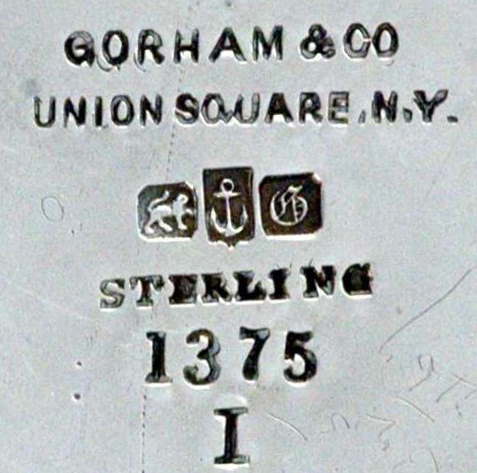 GORHAM & CO
UNION SQUARE, N.Y.
G
STERLING
1375
I